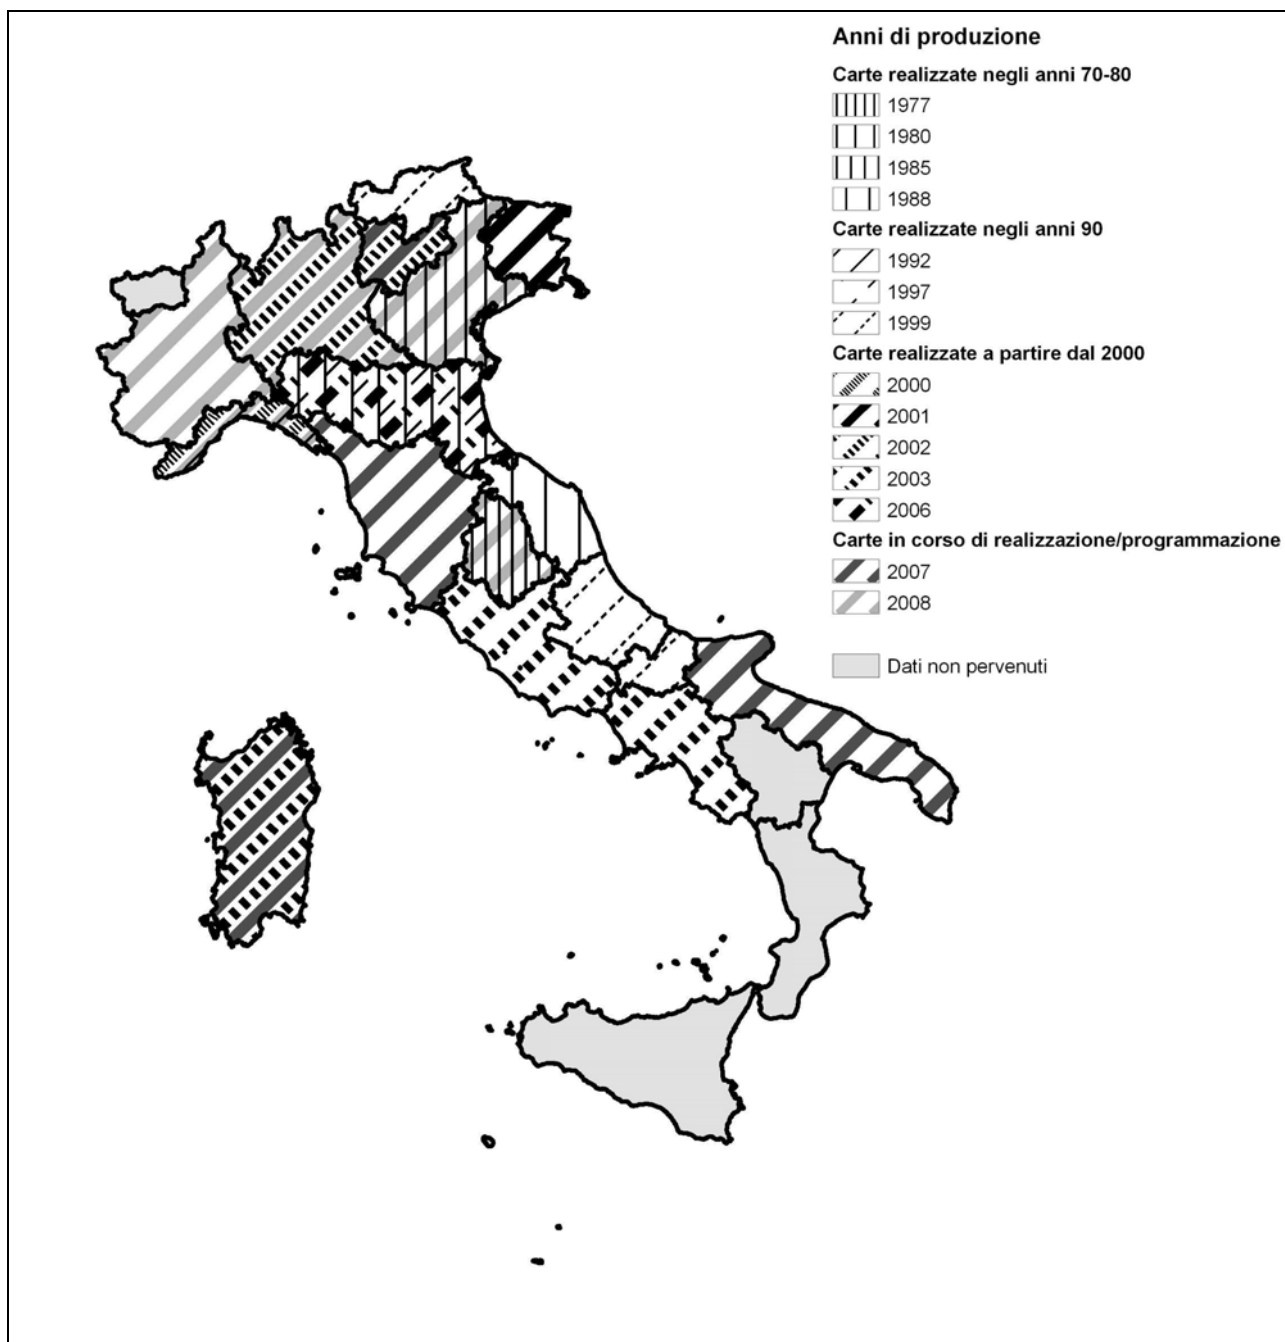 Anni di produzione
Carte realizzate negli anni 70-80
1977
1980
1985
1988
Carte realizzate negli anni 90
1992
1997
1999
Carte realizzate a partire dal 2000
2000
2001
2002
2003
2006
Carte in corso di realizzazione/programmazione
2007
2008
Dati non pervenuti